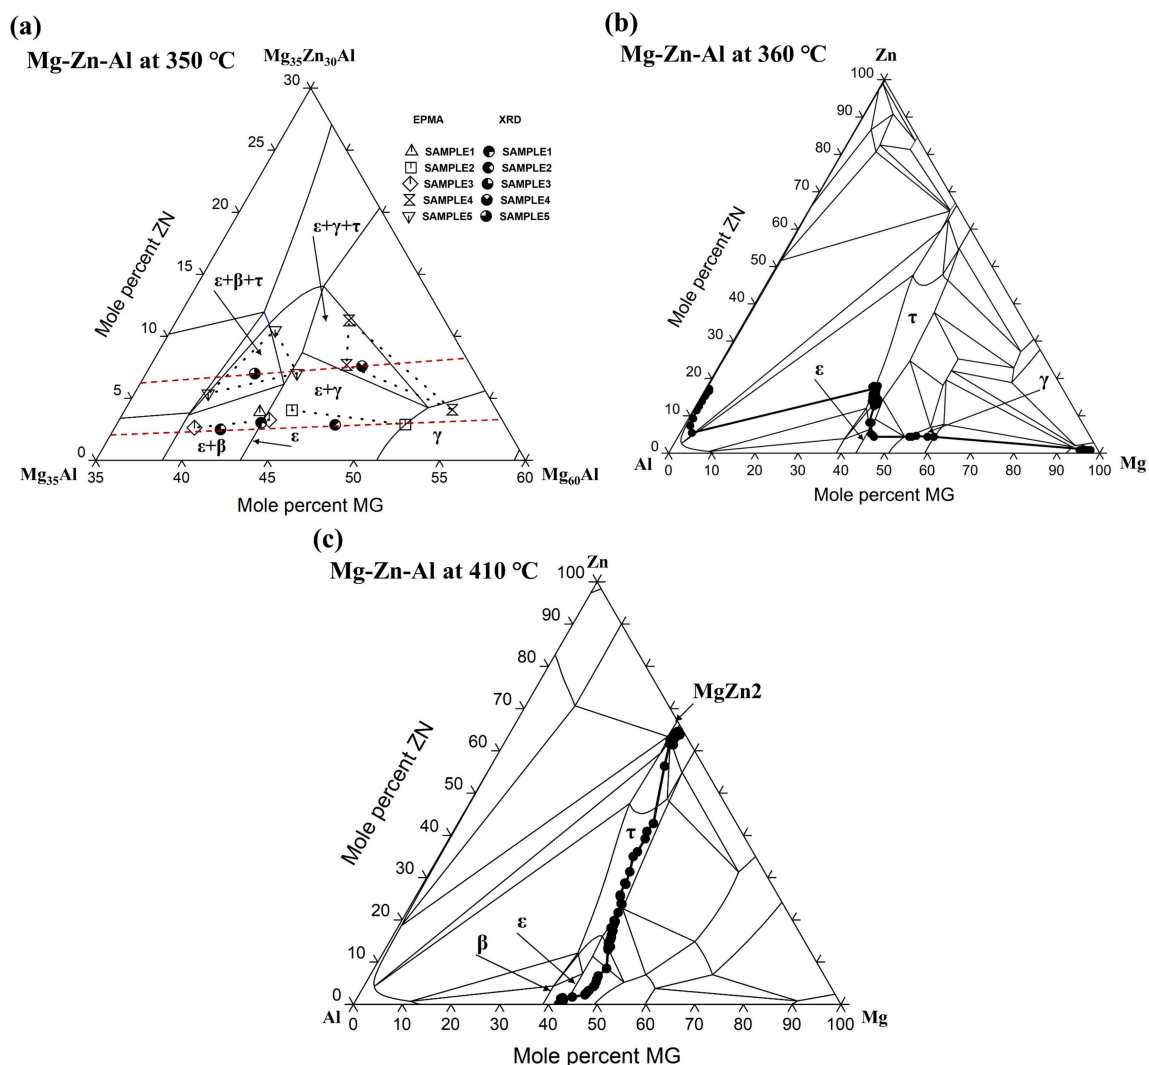 (a)
Mg-Zn-Al at 350 °C
Mg35Zn30Al
30
25
20
15
10
5
0
Mole percent ZN
EPMA XRD
SAMPLE1 SAMPLE1
SAMPLE2 SAMPLE2
SAMPLE3 SAMPLE3
SAMPLE4 SAMPLE4
SAMPLE5 SAMPLE5
ε+γ+τ
ε+β+τ
ε+γ
ε+β
ε
γ
Mg35Al
Mg60Al
35 40 45 50 55 60
Mole percent MG
(b)
Mg-Zn-Al at 360 °C
Zn
100
90
80
70
60
50
40
30
20
10
0
Mole percent ZN
τ
ε
γ
Al
Mg
0 10 20 30 40 50 60 70 80 90 100
Mole percent MG
(c)
Mg-Zn-Al at 410 °C
Zn
100
90
80
70
60
50
40
30
20
10
0
Mole percent ZN
MgZn2
τ
ε
β
Al
Mg
0 10 20 30 40 50 60 70 80 90 100
Mole percent MG